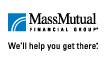 MassMutual
FINANCIAL GROUP®
We'll help you get there.®